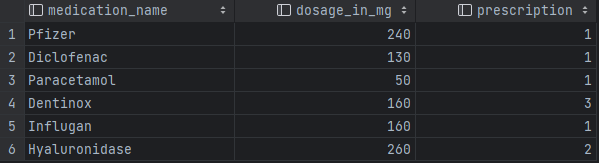 medication_name dosage_in_mg prescription
1 Pfizer 240 1
2 Diclofenac 130 1
3 Paracetamol 50 1
4 Dentinox 160 3
5 Influgan 160 1
6 Hyaluronidase 260 2